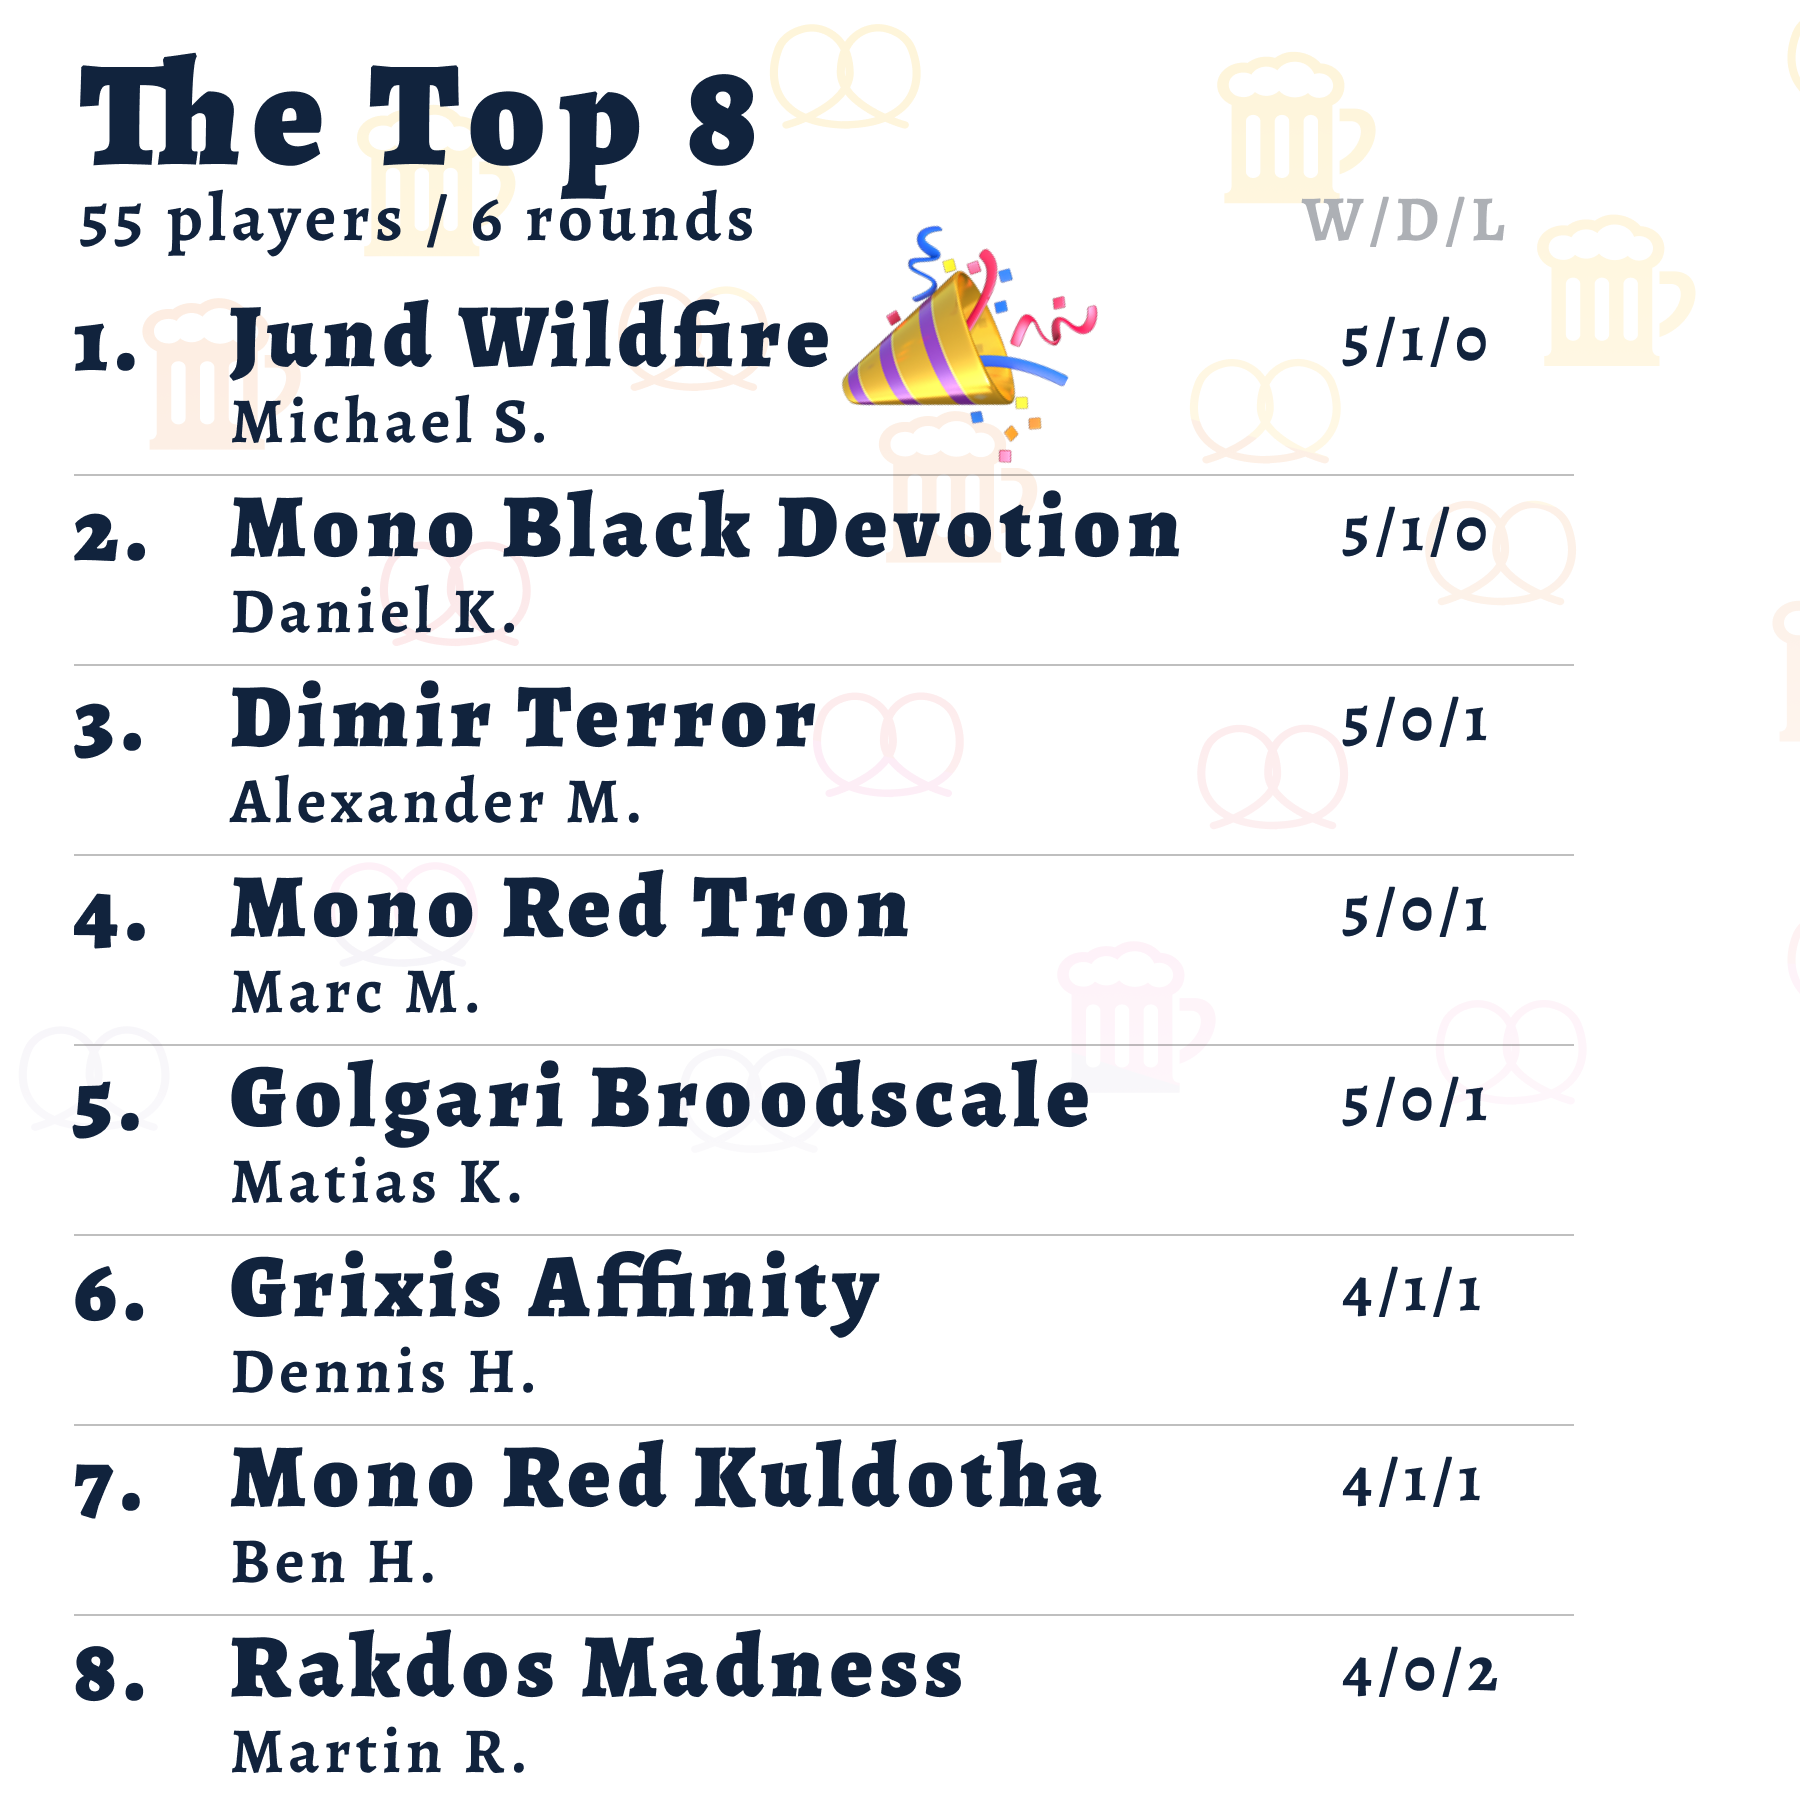 The Top 8
55 players / 6 rounds
W/D/L
1. Jund Wildfire 5/1/0
Michael S.
2. Mono Black Devotion 5/1/0
Daniel K.
3. Dimir Terror 5/0/1
Alexander M.
4. Mono Red Tron 5/0/1
Marc M.
5. Golgari Broodscale 5/0/1
Matias K.
6. Grixis Affinity 4/1/1
Dennis H.
7. Mono Red Kuldotha 4/1/1
Ben H.
8. Rakdos Madness 4/0/2
Martin R.